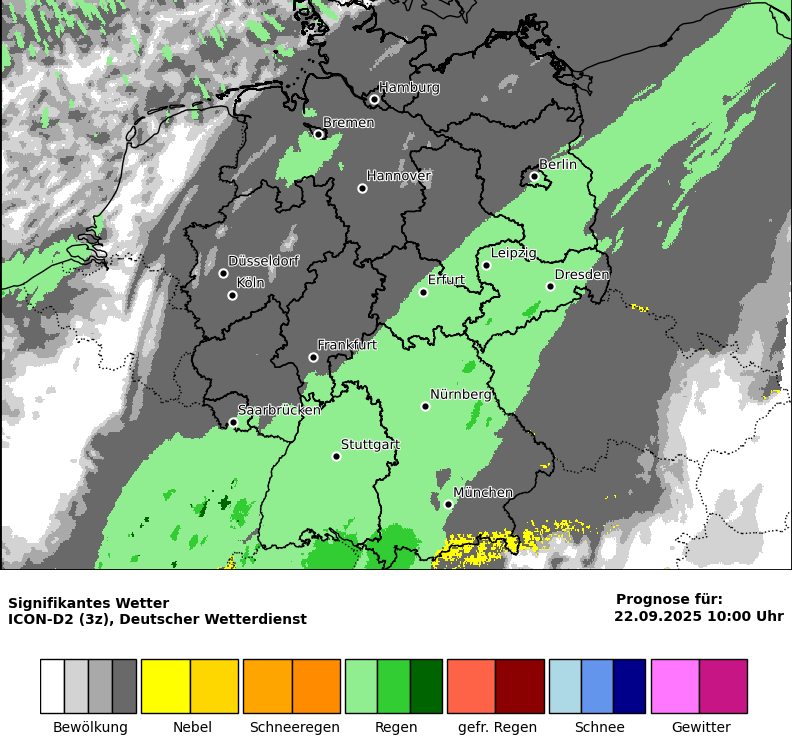 Hamburg
Bremen
Berlin
Hannover
Leipzig
Düsseldorf
Dresden
Köln
Erfurt
Frankfurt
Nürnberg
Saarbrücken
Stuttgart
München
Signifikantes Wetter
ICON-D2 (3z), Deutscher Wetterdienst
Prognose für:
22.09.2025 10:00 Uhr
Bewölkung Nebel Schneeregen Regen gefr. Regen Schnee Gewitter